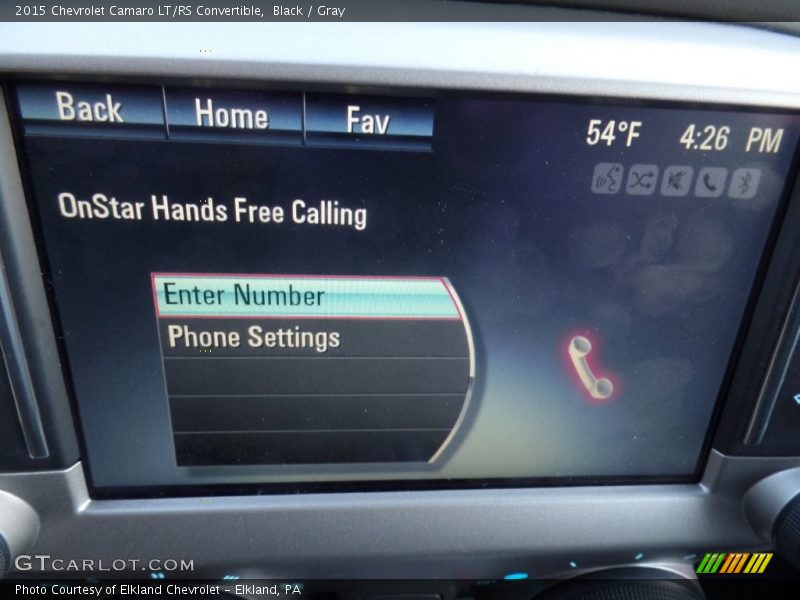 2015 Chevrolet Camaro LT/RS Convertible, Black / Gray
Back Home Fav
54°F 4:26 PM
OnStar Hands Free Calling
Enter Number
Phone Settings
GTCARLOT.COM
Photo Courtesy of Elkland Chevrolet - Elkland, PA